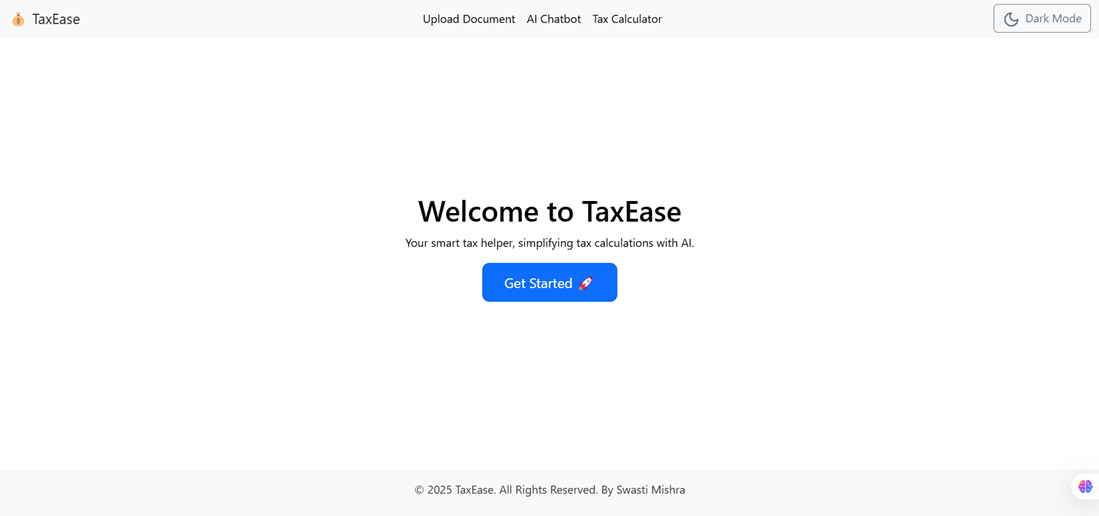 TaxEase
Upload Document
AI Chatbot
Tax Calculator
Dark Mode
Welcome to TaxEase
Your smart tax helper, simplifying tax calculations with AI.
Get Started 🚀
© 2025 TaxEase. All Rights Reserved. By Swasti Mishra